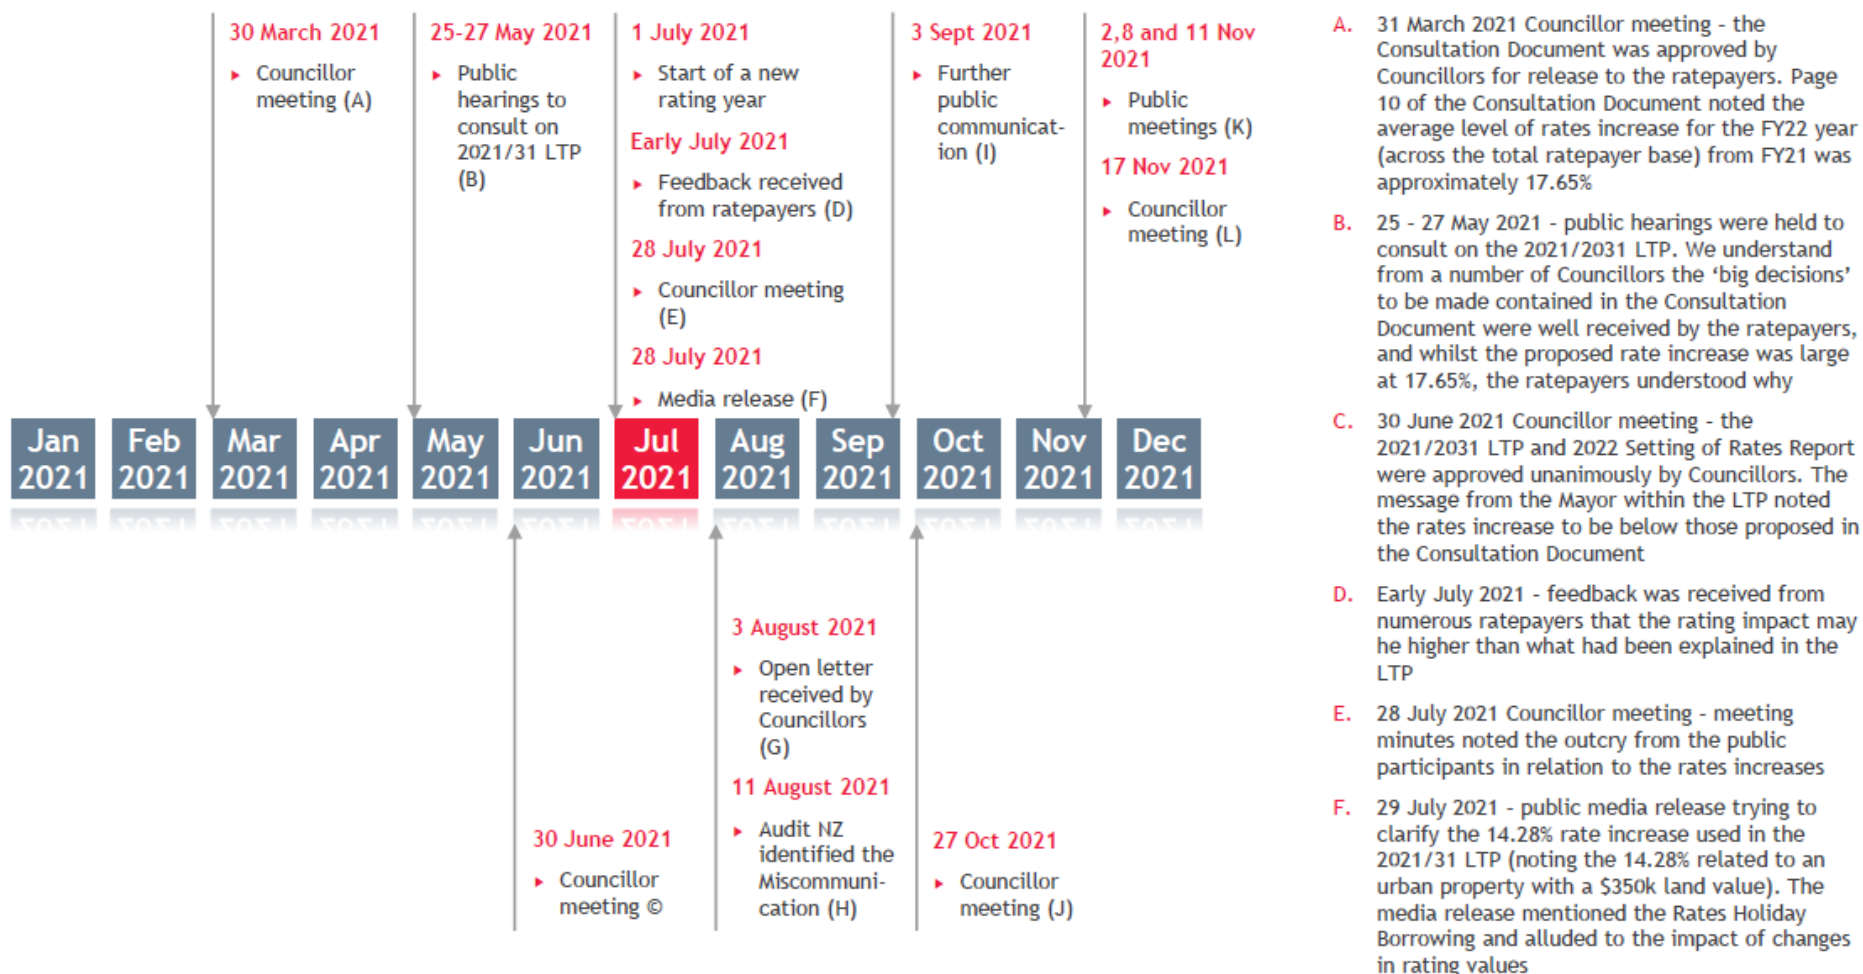 30 March 2021
Councillor
meeting (A)
25-27 May 2021
Public
hearings to
consult on
2021/31 LTP
(B)
1 July 2021
Start of a new
rating year
Early July 2021
Feedback received
from ratepayers (D)
28 July 2021
Councillor meeting
(E)
28 July 2021
Media release (F)
3 Sept 2021
Further
public
communicat-
ion (I)
2,8 and 11 Nov
2021
Public
meetings (K)
17 Nov 2021
Councillor
meeting (L)
Jan
2021
Feb
2021
Mar
2021
Apr
2021
May
2021
Jun
2021
Jul
2021
Aug
2021
Sep
2021
Oct
2021
Nov
2021
Dec
2021
30 June 2021
Councillor
meeting ©
3 August 2021
Open letter
received by
Councillors
(G)
11 August 2021
Audit NZ
identified the
Miscommuni-
cation (H)
27 Oct 2021
Councillor
meeting (J)
A. 31 March 2021 Councillor meeting - the
Consultation Document was approved by
Councillors for release to the ratepayers. Page
10 of the Consultation Document noted the
average level of rates increase for the FY22 year
(across the total ratepayer base) from FY21 was
approximately 17.65%
B. 25 - 27 May 2021 - public hearings were held to
consult on the 2021/2031 LTP. We understand
from a number of Councillors the ‘big decisions’
to be made contained in the Consultation
Document were well received by the ratepayers,
and whilst the proposed rate increase was large
at 17.65%, the ratepayers understood why
C. 30 June 2021 Councillor meeting - the
2021/2031 LTP and 2022 Setting of Rates Report
were approved unanimously by Councillors. The
message from the Mayor within the LTP noted
the rates increase to be below those proposed in
the Consultation Document
D. Early July 2021 - feedback was received from
numerous ratepayers that the rating impact may
he higher than what had been explained in the
LTP
E. 28 July 2021 Councillor meeting - meeting
minutes noted the outcry from the public
participants in relation to the rates increases
F. 29 July 2021 - public media release trying to
clarify the 14.28% rate increase used in the
2021/31 LTP (noting the 14.28% related to an
urban property with a $350k land value). The
media release mentioned the Rates Holiday
Borrowing and alluded to the impact of changes
in rating values